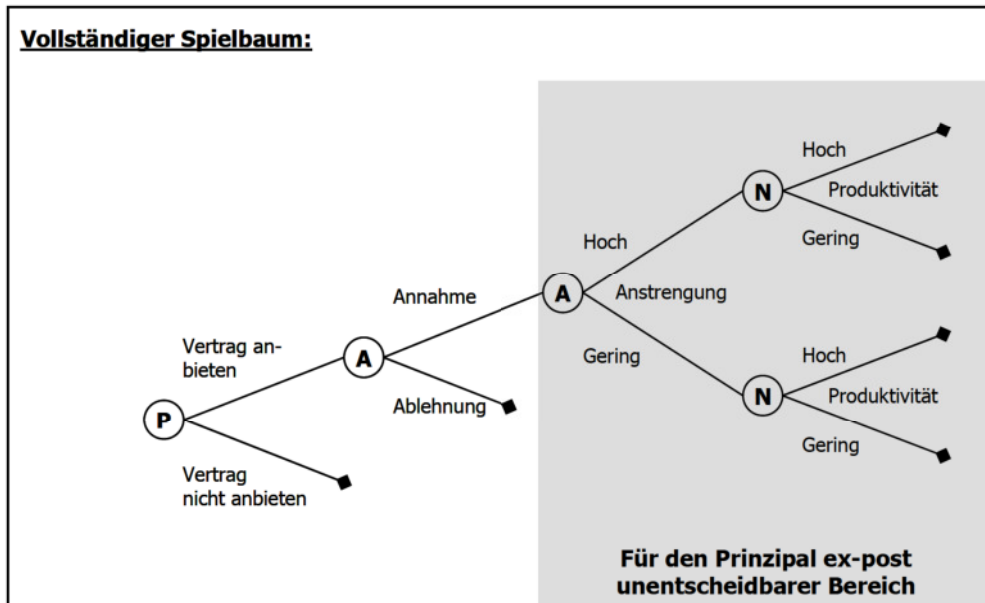 Vollständiger Spielbaum:
Hoch
N
Produktivität
Gering
Hoch
Annahme
A
Anstrengung
Vertrag an-
bieten
A
Gering
Hoch
N
Produktivität
Ablehnung
P
Gering
Vertrag
nicht anbieten
Für den Prinzipal ex-post
unentscheidbarer Bereich